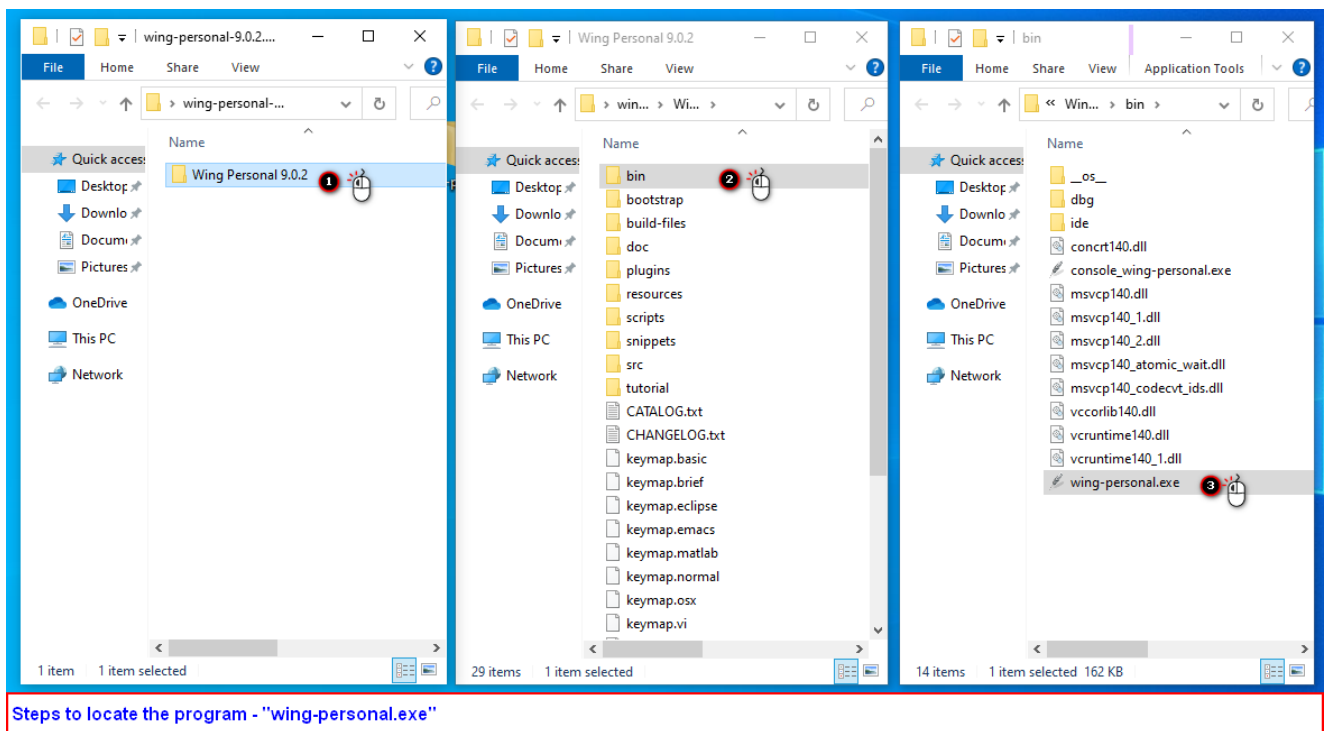 wing-personal-9.0.2....
File Home Share View
wing-personal-...
Name
Quick access
Desktop
Downlo
Docum
Pictures
OneDrive
This PC
Network
Wing Personal 9.0.2
1
1 item 1 item selected
Wing Personal 9.0.2
File Home Share View
win... > Wi... >
Name
Quick access
Desktop
Downlo
Docum
Pictures
OneDrive
This PC
Network
bin
2
bootstrap
build-files
doc
plugins
resources
scripts
snippets
src
tutorial
CATALOG.txt
CHANGELOG.txt
keymap.basic
keymap.brief
keymap.eclipse
keymap.emacs
keymap.matlab
keymap.normal
keymap.osx
keymap.vi
29 items 1 item selected
bin
File Home Share View Application Tools
« Win... > bin >
Name
Quick access
Desktop
Downlo
Docum
Pictures
OneDrive
This PC
Network
__os__
dbg
ide
concrt140.dll
console_wing-personal.exe
msvcp140.dll
msvcp140_1.dll
msvcp140_2.dll
msvcp140_atomic_wait.dll
msvcp140_codecvt_ids.dll
vccorlib140.dll
vcruntime140.dll
vcruntime140_1.dll
wing-personal.exe
3
14 items 1 item selected 162 KB
Steps to locate the program - "wing-personal.exe"